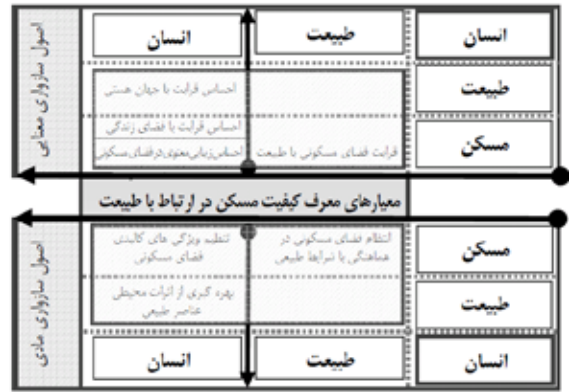 انسان
طبیعت
انسان
اصول سازواری معنایی
طبیعت
احساس قرابت با جهان هستی
مسکن
احساس قرابت با فضای زندگی
قرابت فضای مسکونی با طبیعت
احساس زیبایی معنوی در فضای مسکونی
معیارهای معرف کیفیت مسکن در ارتباط با طبیعت
مسکن
انتظام فضای مسکونی در
هماهنگی با شرایط طبیعی
تنظیم ویژگی های کالبدی
فضای مسکونی
اصول سازواری مادی
طبیعت
بهره گیری از اثرات محیطی
عناصر طبیعی
انسان
طبیعت
انسان